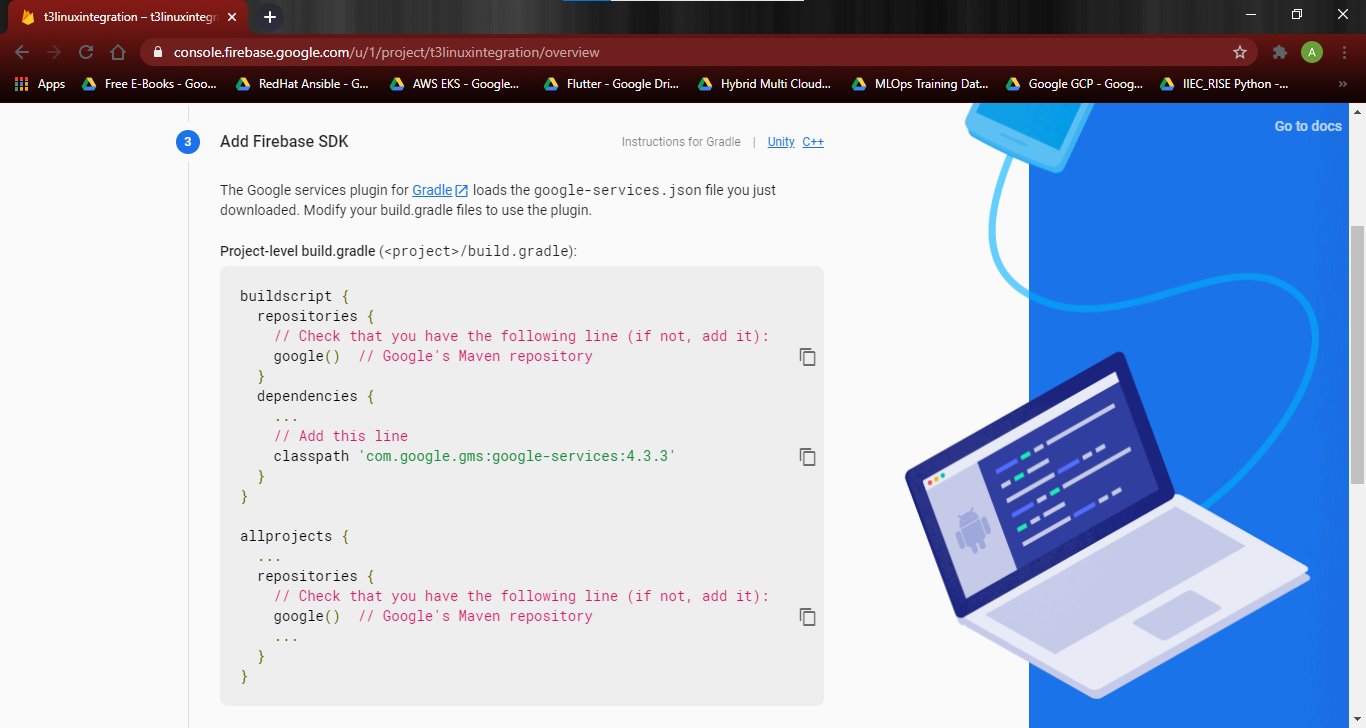 t3linuxintegration – t3linuxintegr
console.firebase.google.com/u/1/project/t3linuxintegration/overview
A
Apps
Free E-Books - Goo...
RedHat Ansible - G...
AWS EKS - Google...
Flutter - Google Dri...
Hybrid Multi Cloud...
MLOps Training Dat...
Google GCP - Goog...
IIEC_RISE Python -...
Go to docs
3 Add Firebase SDK
Instructions for Gradle | Unity C++
The Google services plugin for Gradle loads the google-services.json file you just
downloaded. Modify your build.gradle files to use the plugin.
Project-level build.gradle (<project>/build.gradle):
buildscript {
  repositories {
    // Check that you have the following line (if not, add it):
    google()  // Google's Maven repository
  }
  dependencies {
    ...
    // Add this line
    classpath 'com.google.gms:google-services:4.3.3'
  }
}
allprojects {
  ...
  repositories {
    // Check that you have the following line (if not, add it):
    google()  // Google's Maven repository
    ...
  }
}